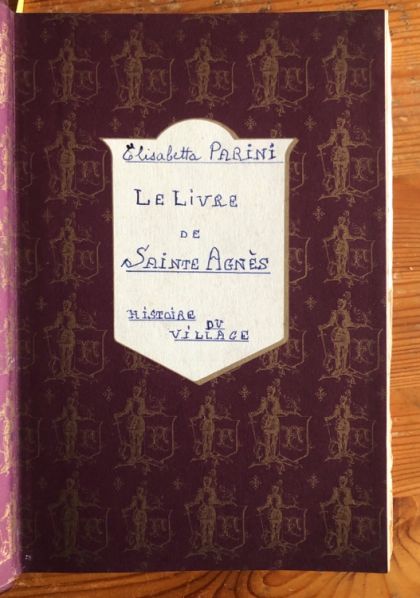 Elisabetta PARINI
LE LIVRE
DE
SAINTE AGNÈS
HISTOIRE
DU
VILLAGE